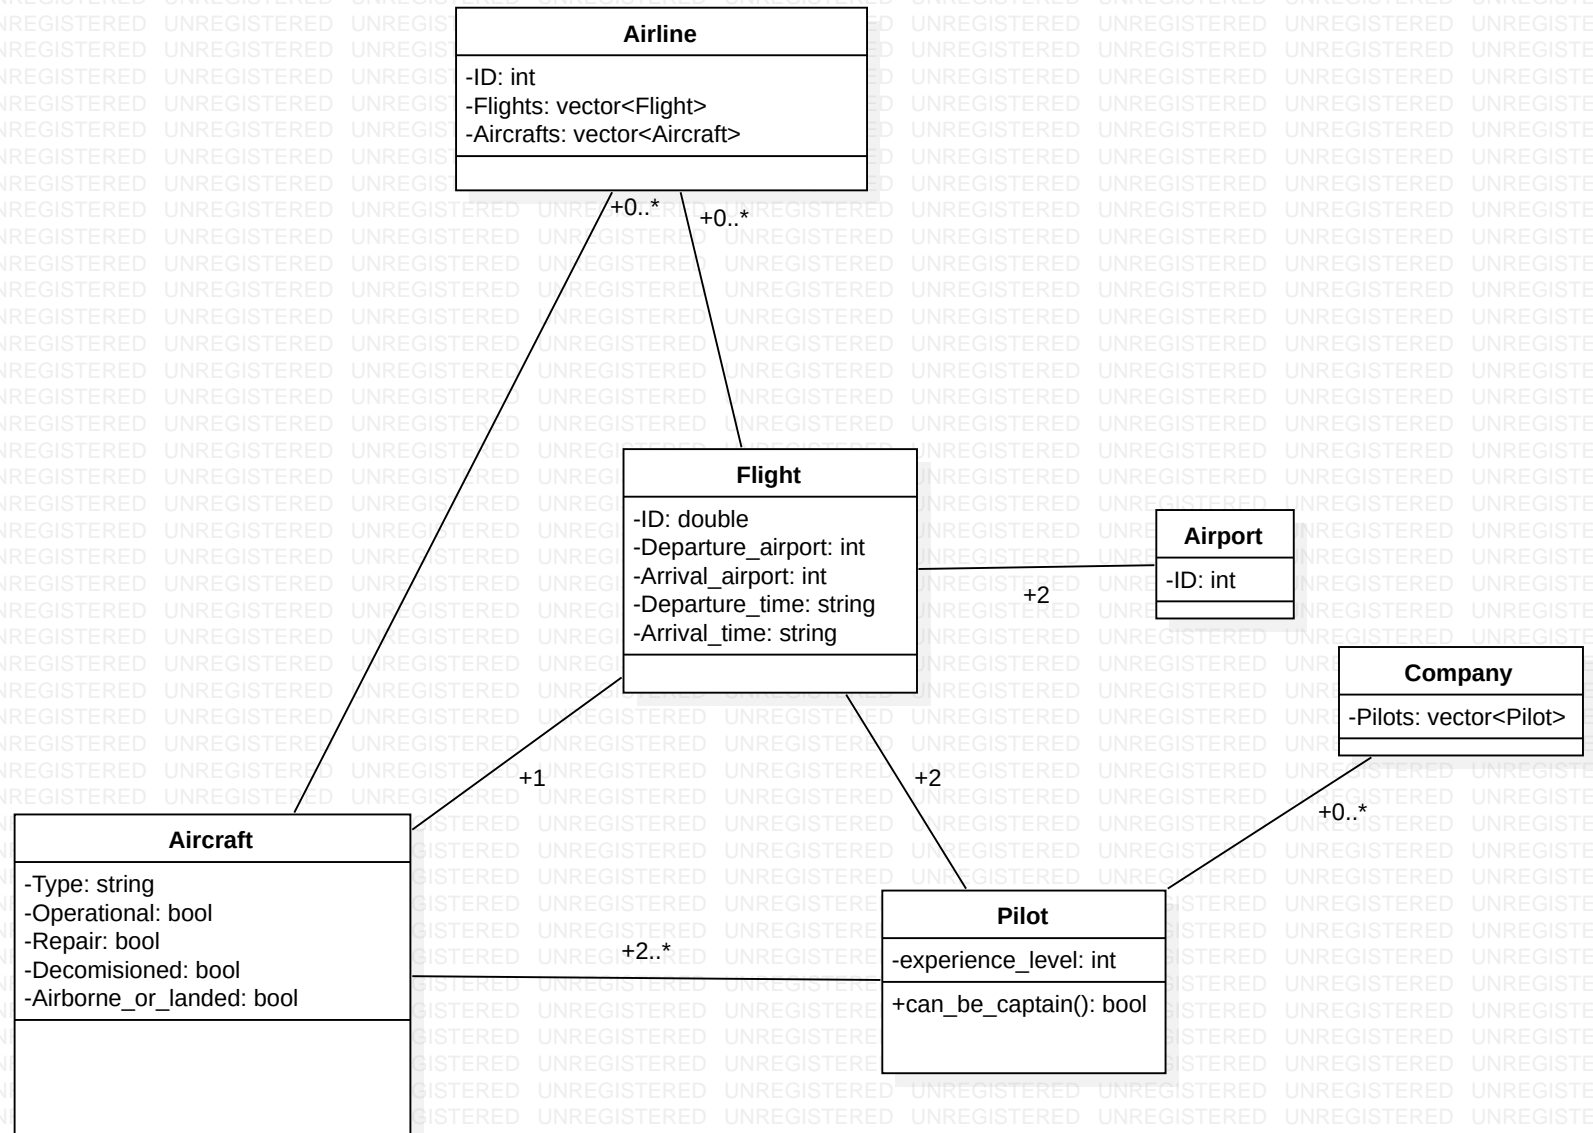 Airline
-ID: int
-Flights: vector<Flight>
-Aircrafts: vector<Aircraft>
+0..*
+0..*
Flight
-ID: double
-Departure_airport: int
-Arrival_airport: int
-Departure_time: string
-Arrival_time: string
Airport
-ID: int
+2
Company
-Pilots: vector<Pilot>
+1
+2
+0..*
Aircraft
-Type: string
-Operational: bool
-Repair: bool
-Decomisioned: bool
-Airborne_or_landed: bool
+2..*
Pilot
-experience_level: int
+can_be_captain(): bool
UNREGISTERED